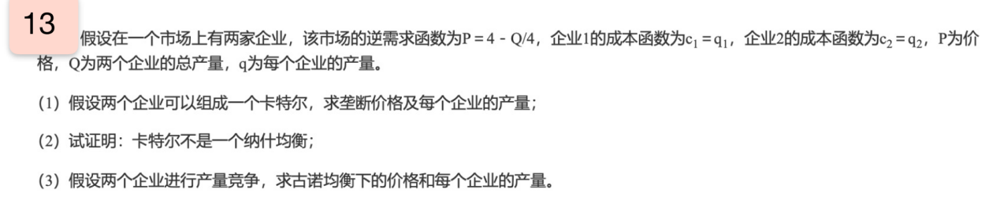 13
假设在一个市场上有两家企业，该市场的逆需求函数为P = 4 - Q/4，企业1的成本函数为c₁ = q₁，企业2的成本函数为c₂ = q₂，P为价
格，Q为两个企业的总产量，q为每个企业的产量。
（1）假设两个企业可以组成一个卡特尔，求垄断价格及每个企业的产量；
（2）试证明：卡特尔不是一个纳什均衡；
（3）假设两个企业进行产量竞争，求古诺均衡下的价格和每个企业的产量。